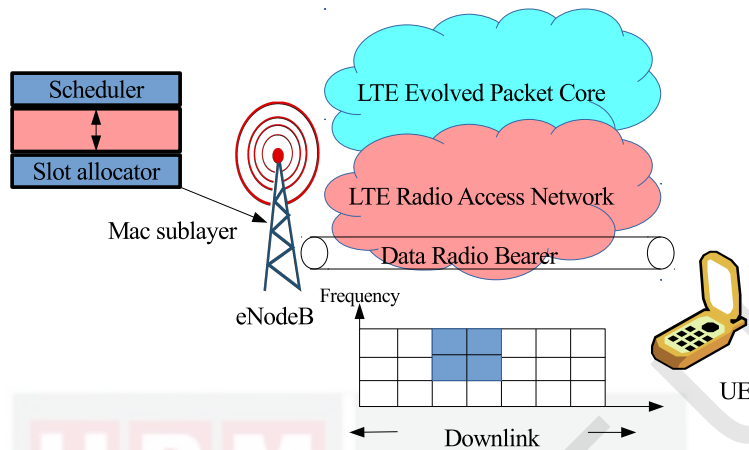 Scheduler
Slot allocator
Mac sublayer
eNodeB
LTE Evolved Packet Core
LTE Radio Access Network
Data Radio Bearer
Frequency
UE
Downlink